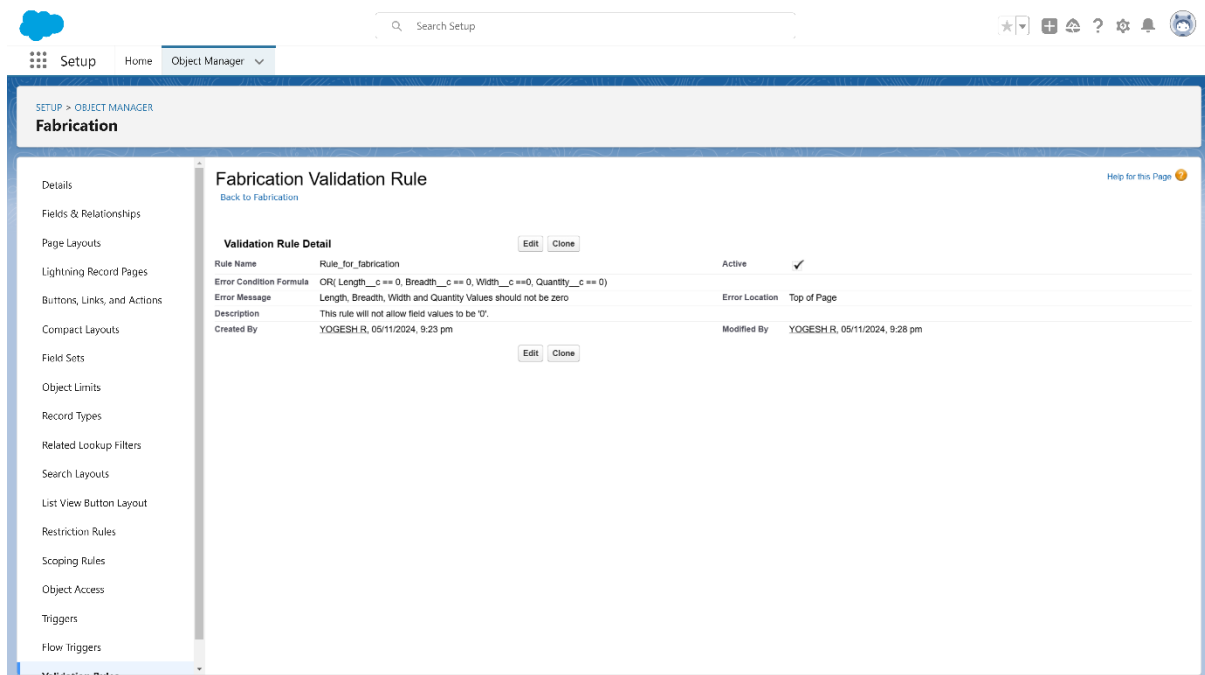 Search Setup
Setup Home Object Manager
SETUP > OBJECT MANAGER
Fabrication
Details
Fields & Relationships
Page Layouts
Lightning Record Pages
Buttons, Links, and Actions
Compact Layouts
Field Sets
Object Limits
Record Types
Related Lookup Filters
Search Layouts
List View Button Layout
Restriction Rules
Scoping Rules
Object Access
Triggers
Flow Triggers
Validation Rules
Fabrication Validation Rule
Help for this Page
Back to Fabrication
Validation Rule Detail Edit Clone
Rule Name Rule_for_fabrication Active
Error Condition Formula OR( Length__c == 0, Breadth__c == 0, Width__c ==0, Quantity__c == 0)
Error Message Length, Breadth, Width and Quantity Values should not be zero Error Location Top of Page
Description This rule will not allow field values to be '0'.
Created By YOGESH R, 05/11/2024, 9:23 pm Modified By YOGESH R, 05/11/2024, 9:28 pm
Edit Clone